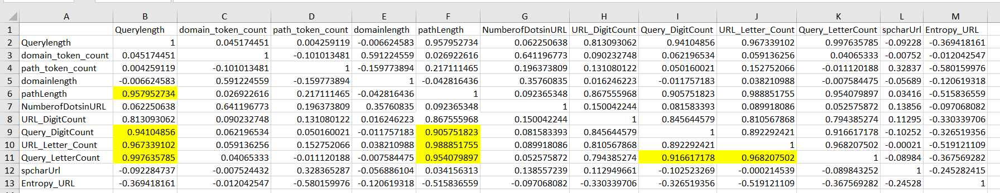 A B C D E F G H I J K L M
1 Querylength domain_token_count path_token_count domainlength pathLength NumberofDotsinURL URL_DigitCount Query_DigitCount URL_Letter_Count Query_LetterCount spcharUrl Entropy_URL
2 Querylength 1 0.045174451 0.004259119 -0.006624583 0.957952734 0.062250638 0.813093062 0.94104856 0.967339102 0.997635785 -0.09228 -0.369418161
3 domain_token_count 0.045174451 1 -0.101013481 0.591224559 0.026922616 0.641196773 0.090232748 0.062196534 0.059136256 0.04065333 -0.00752 -0.012042547
4 path_token_count 0.004259119 -0.101013481 1 -0.159773894 0.217111465 0.196373809 0.131080122 0.050160021 0.152752066 -0.011120188 0.32837 -0.580159976
5 domainlength -0.006624583 0.591224559 -0.159773894 1 -0.042816436 0.35760835 0.016246223 -0.011757183 0.038210988 -0.007584475 -0.05689 -0.120619318
6 pathLength 0.957952734 0.026922616 0.217111465 -0.042816436 1 0.092365348 0.867555968 0.905751823 0.988851755 0.954079897 0.03416 -0.515836559
7 NumberofDotsinURL 0.062250638 0.641196773 0.196373809 0.35760835 0.092365348 1 0.150042244 0.081583393 0.089918086 0.052575872 0.13856 -0.097068082
8 URL_DigitCount 0.813093062 0.090232748 0.131080122 0.016246223 0.867555968 0.150042244 1 0.845644579 0.810567868 0.794385274 0.11295 -0.330339706
9 Query_DigitCount 0.94104856 0.062196534 0.050160021 -0.011757183 0.905751823 0.081583393 0.845644579 1 0.892292421 0.916617178 -0.10252 -0.326519356
10 URL_Letter_Count 0.967339102 0.059136256 0.152752066 0.038210988 0.988851755 0.089918086 0.810567868 0.892292421 1 0.968207502 -0.00021 -0.519121109
11 Query_LetterCount 0.997635785 0.04065333 -0.011120188 -0.007584475 0.954079897 0.052575872 0.794385274 0.916617178 0.968207502 1 -0.08984 -0.367569282
12 spcharUrl -0.092284737 -0.007524432 0.328365287 -0.056886104 0.034156313 0.138557239 0.112949661 -0.102523269 -0.000214539 -0.089843252 1 -0.245282415
13 Entropy_URL -0.369418161 -0.012042547 -0.580159976 -0.120619318 -0.515836559 -0.097068082 -0.330339706 -0.326519356 -0.519121109 -0.367569282 -0.24528 1